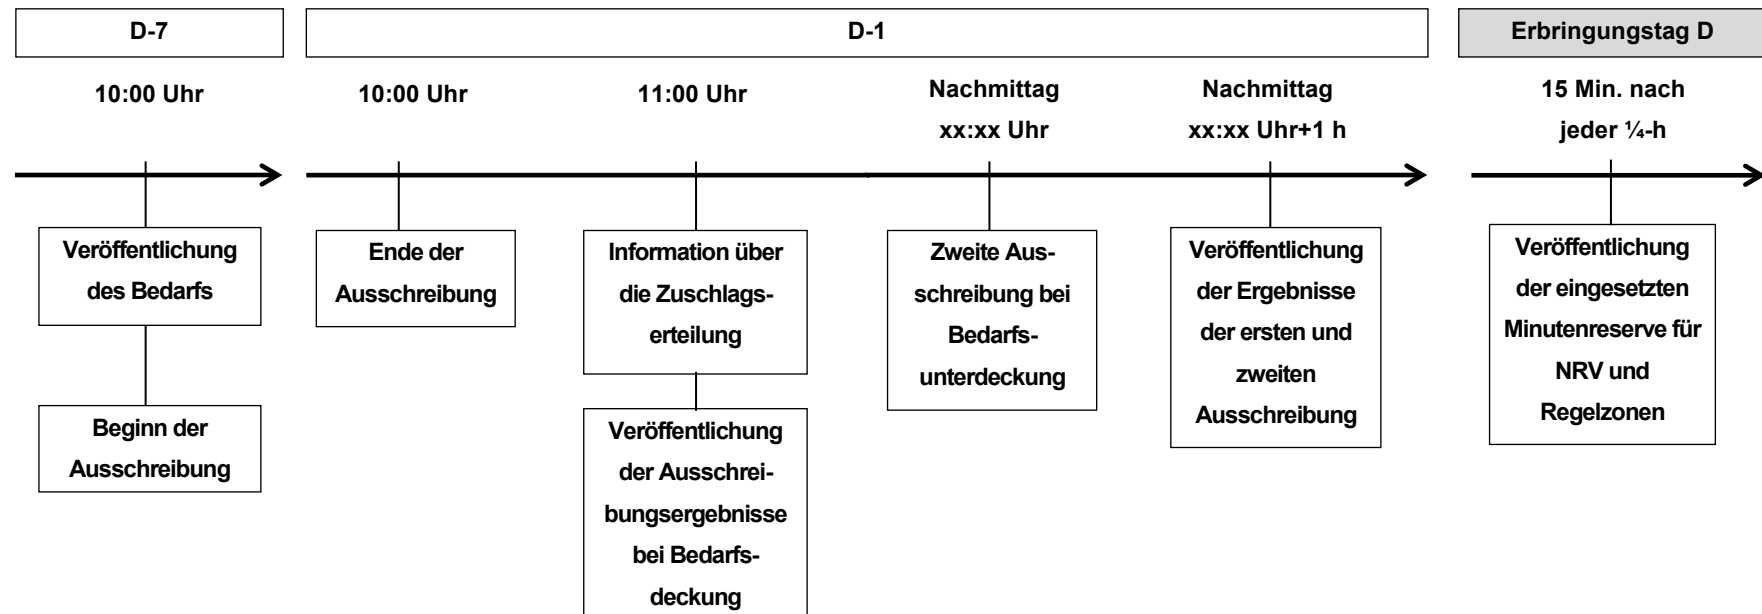 D-7
D-1
Erbringungstag D
10:00 Uhr
10:00 Uhr
11:00 Uhr
Nachmittag
xx:xx Uhr
Nachmittag
xx:xx Uhr+1 h
15 Min. nach
jeder ¼-h
Veröffentlichung
des Bedarfs
Beginn der
Ausschreibung
Ende der
Ausschreibung
Information über
die Zuschlags-
erteilung
Veröffentlichung
der Ausschrei-
bungsergebnisse
bei Bedarfs-
deckung
Zweite Aus-
schreibung bei
Bedarfs-
unterdeckung
Veröffentlichung
der Ergebnisse
der ersten und
zweiten
Ausschreibung
Veröffentlichung
der eingesetzten
Minutenreserve für
NRV und
Regelzonen